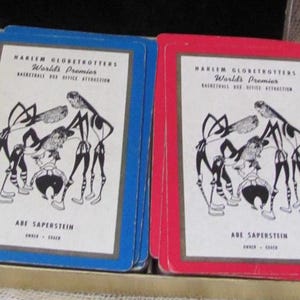 HARLEM GLOBETROTTERS
World's Premier
BASKETBALL BOX OFFICE ATTRACTION
ABE SAPERSTEIN
OWNER • COACH
HARLEM GLOBETROTTERS
World's Premier
BASKETBALL BOX OFFICE ATTRACTION
ABE SAPERSTEIN
OWNER • COACH